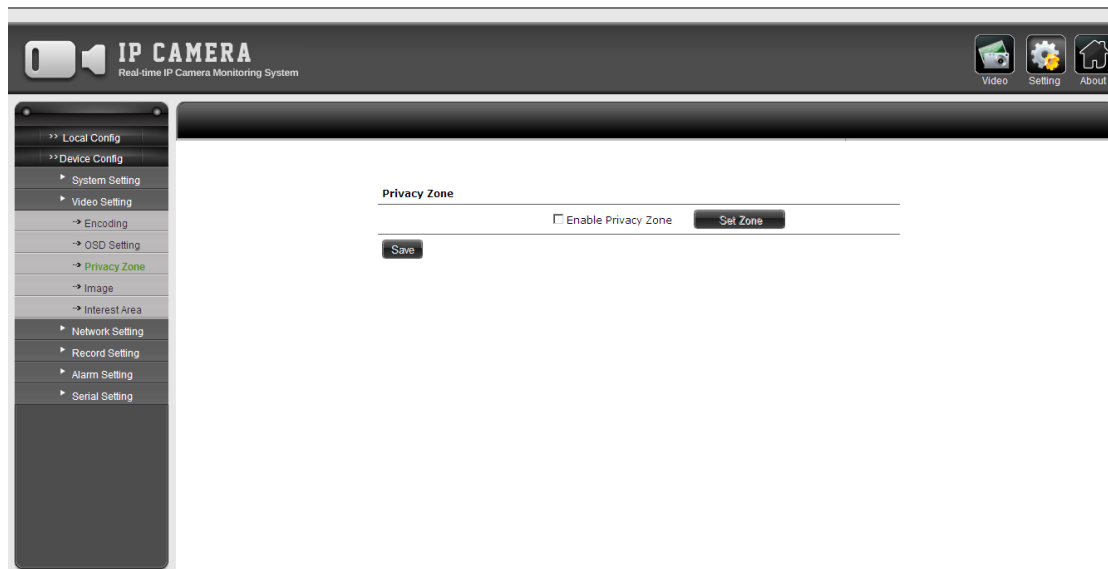 IP CAMERA
Real-time IP Camera Monitoring System
Video
Setting
About
>> Local Config
>> Device Config
System Setting
Video Setting
Encoding
OSD Setting
Privacy Zone
Image
Interest Area
Network Setting
Record Setting
Alarm Setting
Serial Setting
Privacy Zone
Enable Privacy Zone Set Zone
Save